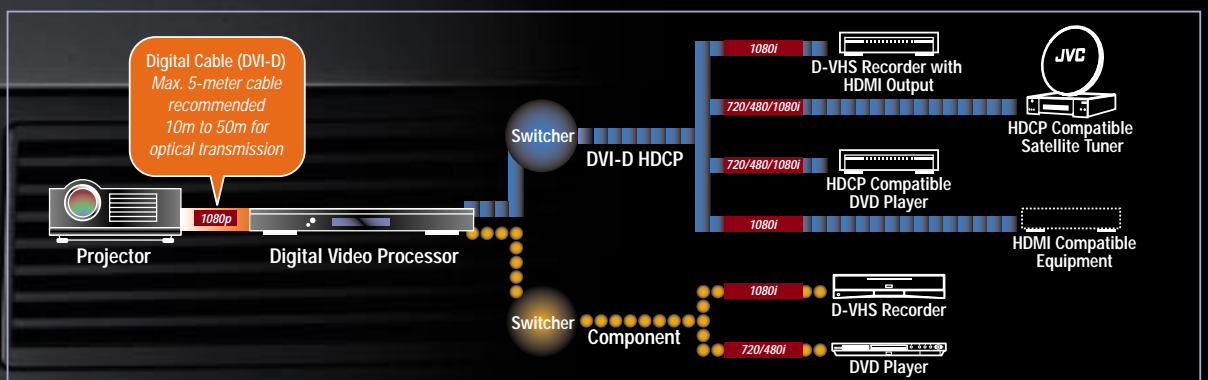 Digital Cable (DVI-D)
Max. 5-meter cable
recommended
10m to 50m for
optical transmission
1080p
Projector
Digital Video Processor
Switcher
DVI-D HDCP
1080i
D-VHS Recorder with
HDMI Output
JVC
720/480/1080i
HDCP Compatible
Satellite Tuner
720/480/1080i
HDCP Compatible
DVD Player
1080i
HDMI Compatible
Equipment
Switcher
Component
1080i
D-VHS Recorder
720/480i
DVD Player